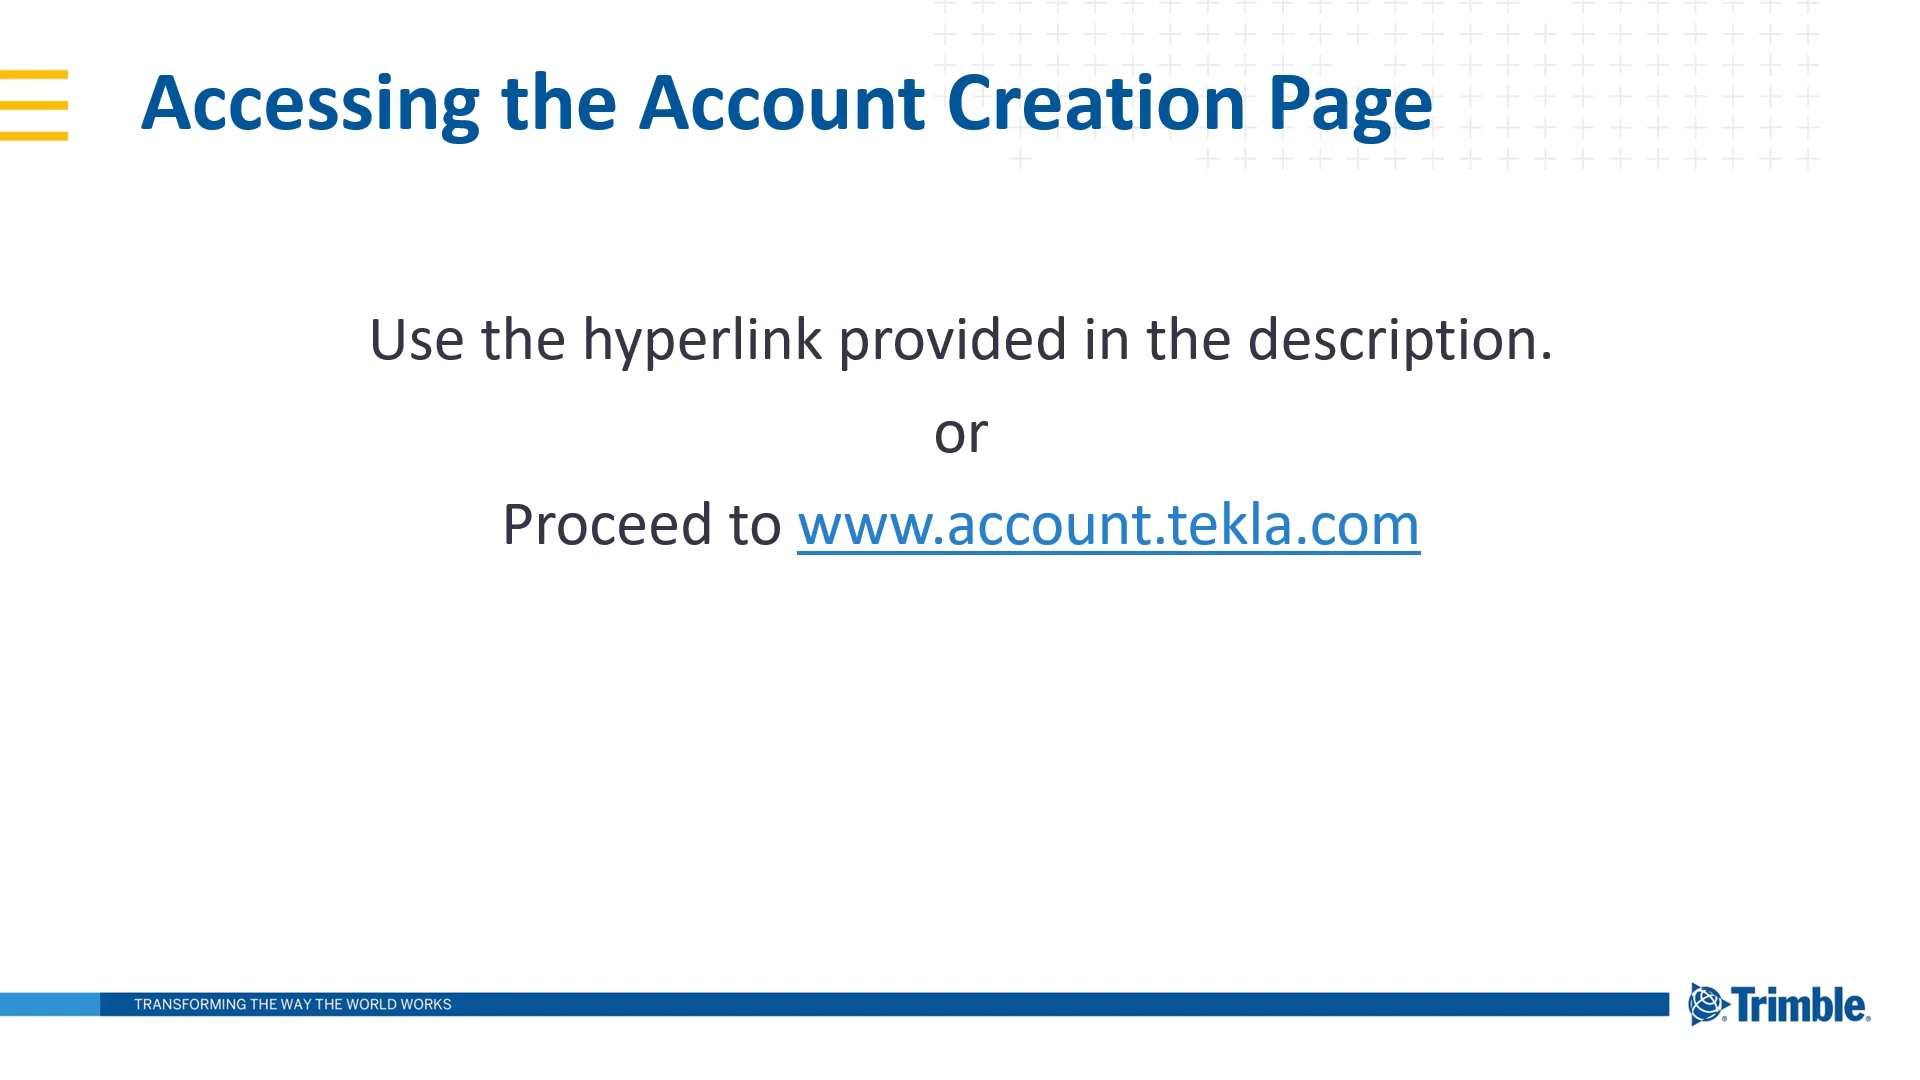 Accessing the Account Creation Page
Use the hyperlink provided in the description.
or
Proceed to www.account.tekla.com
TRANSFORMING THE WAY THE WORLD WORKS
Trimble